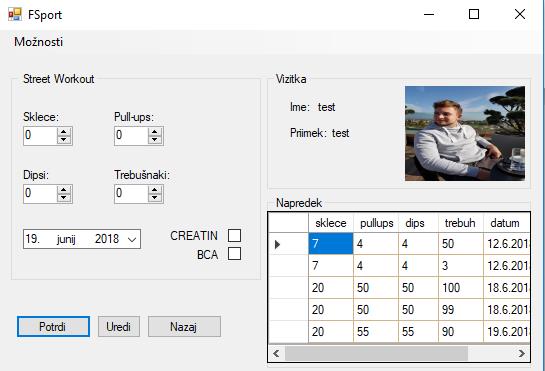 FSport
Možnosti
Street Workout
Sklece: Pull-ups:
0 0
Dipsi: Trebušnaki:
0 0
19. junij 2018
CREATIN
BCA
Potrdi Uredi Nazaj
Vizitka
Ime: test
Priimek: test
Napredek
sklece pullups dips trebuh datum
7 4 4 50 12.6.201
7 4 4 3 12.6.201
20 50 50 100 18.6.201
20 50 50 99 18.6.201
20 55 55 90 19.6.201